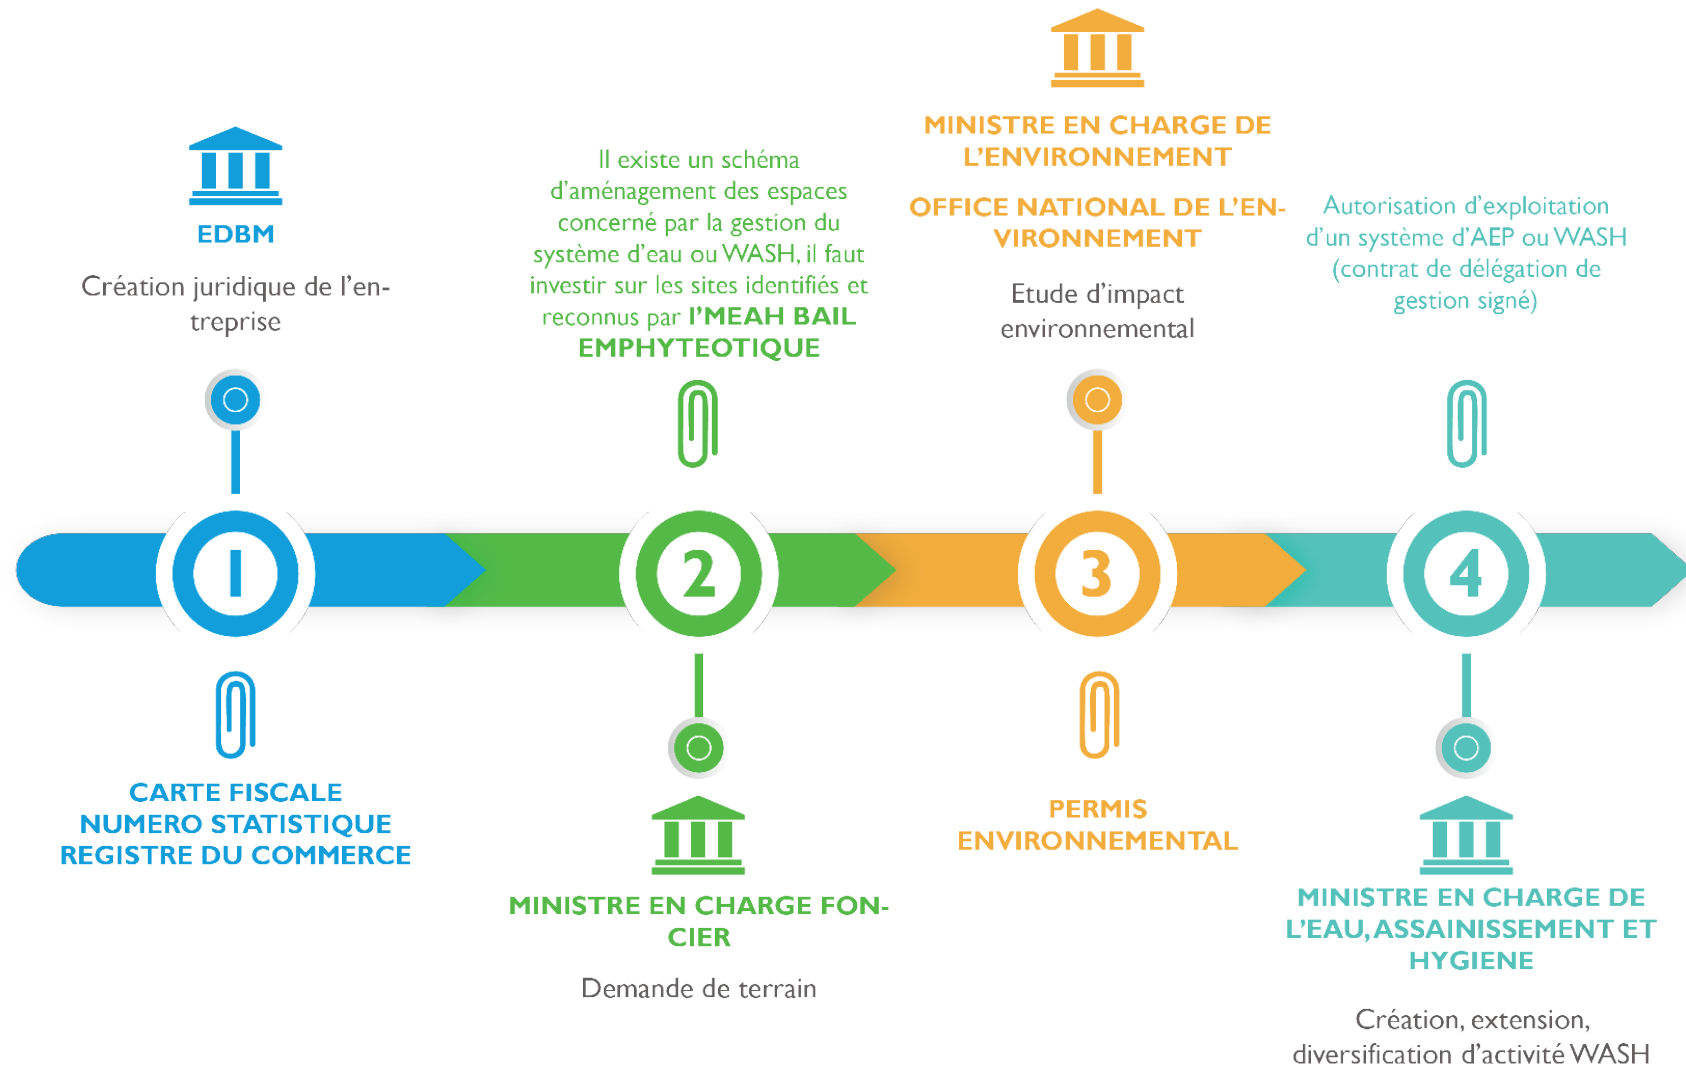 EDBM
Création juridique de l'en-
treprise
1
CARTE FISCALE
NUMERO STATISTIQUE
REGISTRE DU COMMERCE
Il existe un schéma
d'aménagement des espaces
concerné par la gestion du
système d'eau ou WASH, il faut
investir sur les sites identifiés et
reconnus par l'MEAH BAIL
EMPHYTEOTIQUE
2
MINISTRE EN CHARGE FON-
CIER
Demande de terrain
MINISTRE EN CHARGE DE
L'ENVIRONNEMENT
OFFICE NATIONAL DE L'EN-
VIRONNEMENT
Etude d'impact
environnemental
3
PERMIS
ENVIRONNEMENTAL
Autorisation d'exploitation
d'un système d'AEP ou WASH
(contrat de délégation de
gestion signé)
4
MINISTRE EN CHARGE DE
L'EAU, ASSAINISSEMENT ET
HYGIENE
Création, extension,
diversification d'activité WASH